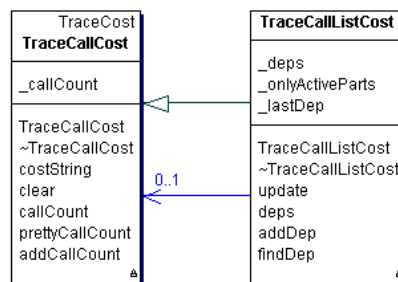 TraceCost
TraceCallCost
_callCount
TraceCallCost
~TraceCallCost
costString
clear
callCount
prettyCallCount
addCallCount
0..1
TraceCallListCost
_deps
_onlyActiveParts
_lastDep
TraceCallListCost
~TraceCallListCost
update
deps
addDep
findDep